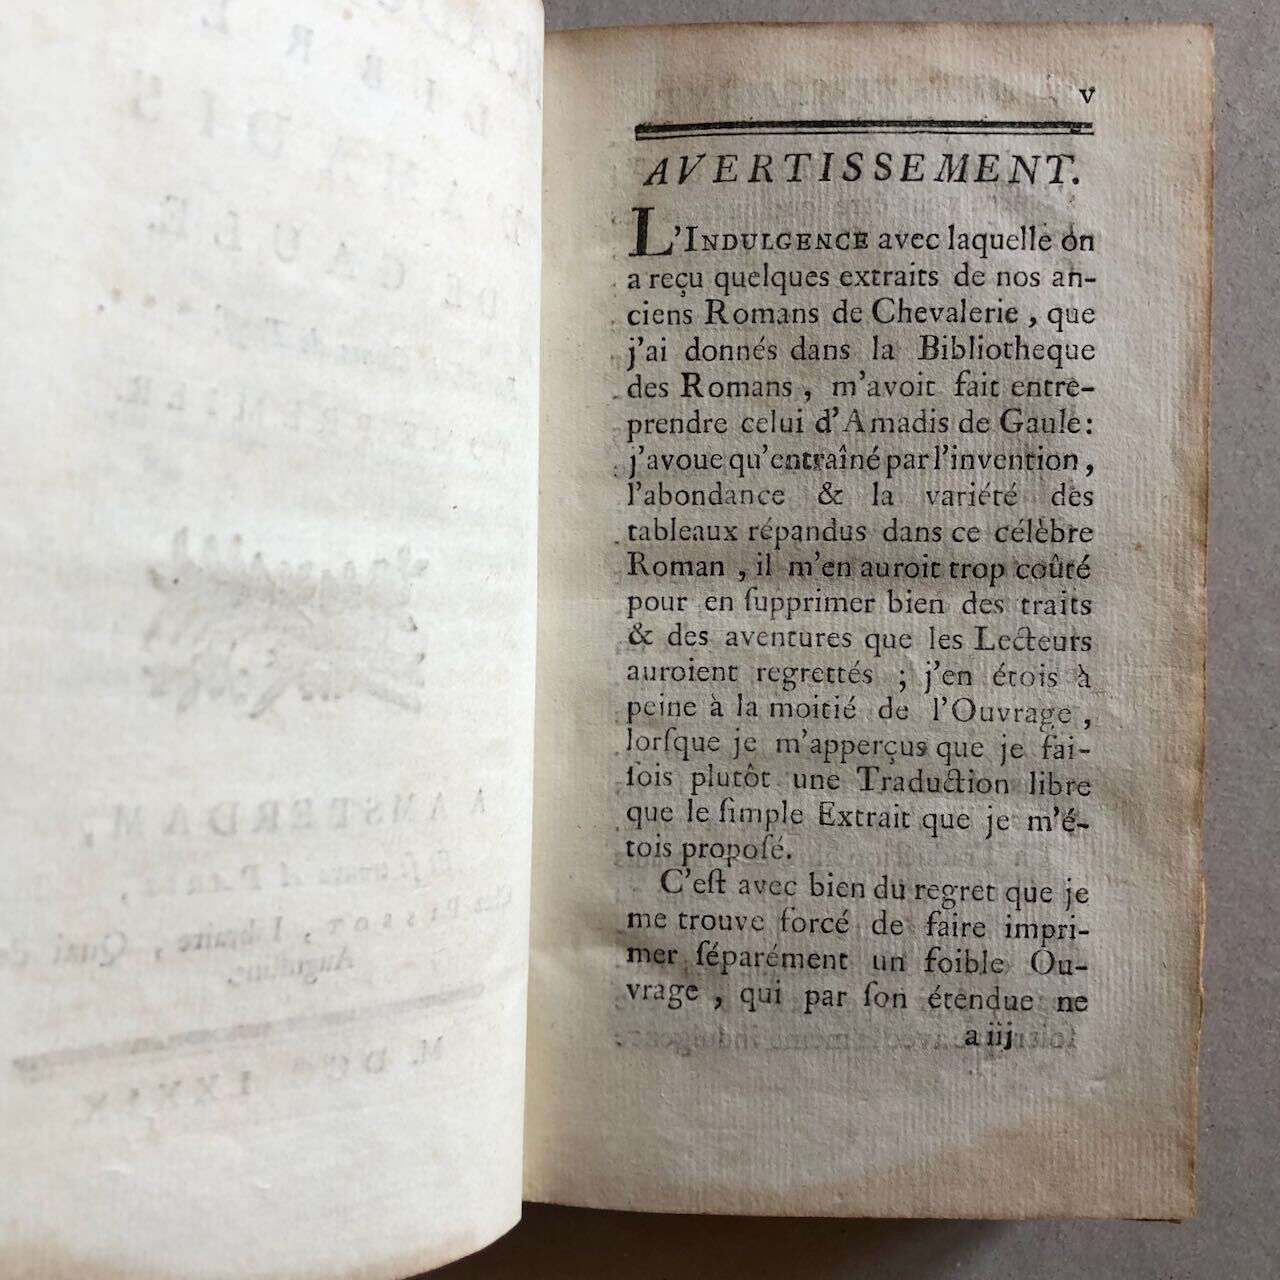 v
AVERTISSEMENT.
L'INDULGENCE avec laquelle on
a reçu quelques extraits de nos an-
ciens Romans de Chevalerie, que
j'ai donnés dans la Bibliotheque
des Romans, m'avoit fait entre-
prendre celui d'Amadis de Gaule:
j'avoue qu'entraîné par l'invention,
l'abondance & la variété des
tableaux répandus dans ce célèbre
Roman, il m'en auroit trop coûté
pour en ſupprimer bien des traits
& des aventures que les Lecteurs
auroient regrettés ; j'en étois à
peine à la moitié de l'Ouvrage,
lorſque je m'apperçus que je fai-
ſois plutôt une Traduction libre
que le ſimple Extrait que je m'é-
tois propoſé.
C'eſt avec bien du regret que je
me trouve forcé de faire impri-
mer ſéparément un foible Ou-
vrage, qui par ſon étendue ne
a iij